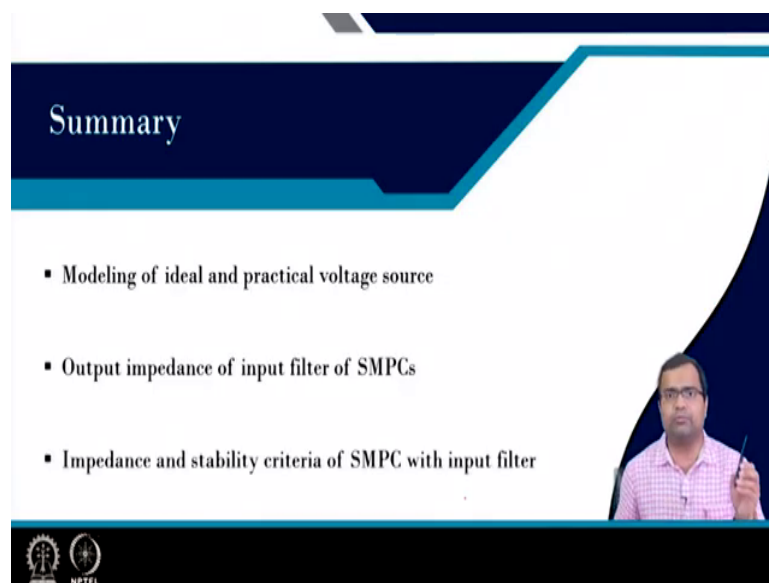 Summary
▪ Modeling of ideal and practical voltage source
▪ Output impedance of input filter of SMPCs
▪ Impedance and stability criteria of SMPC with input filter
NPTEL